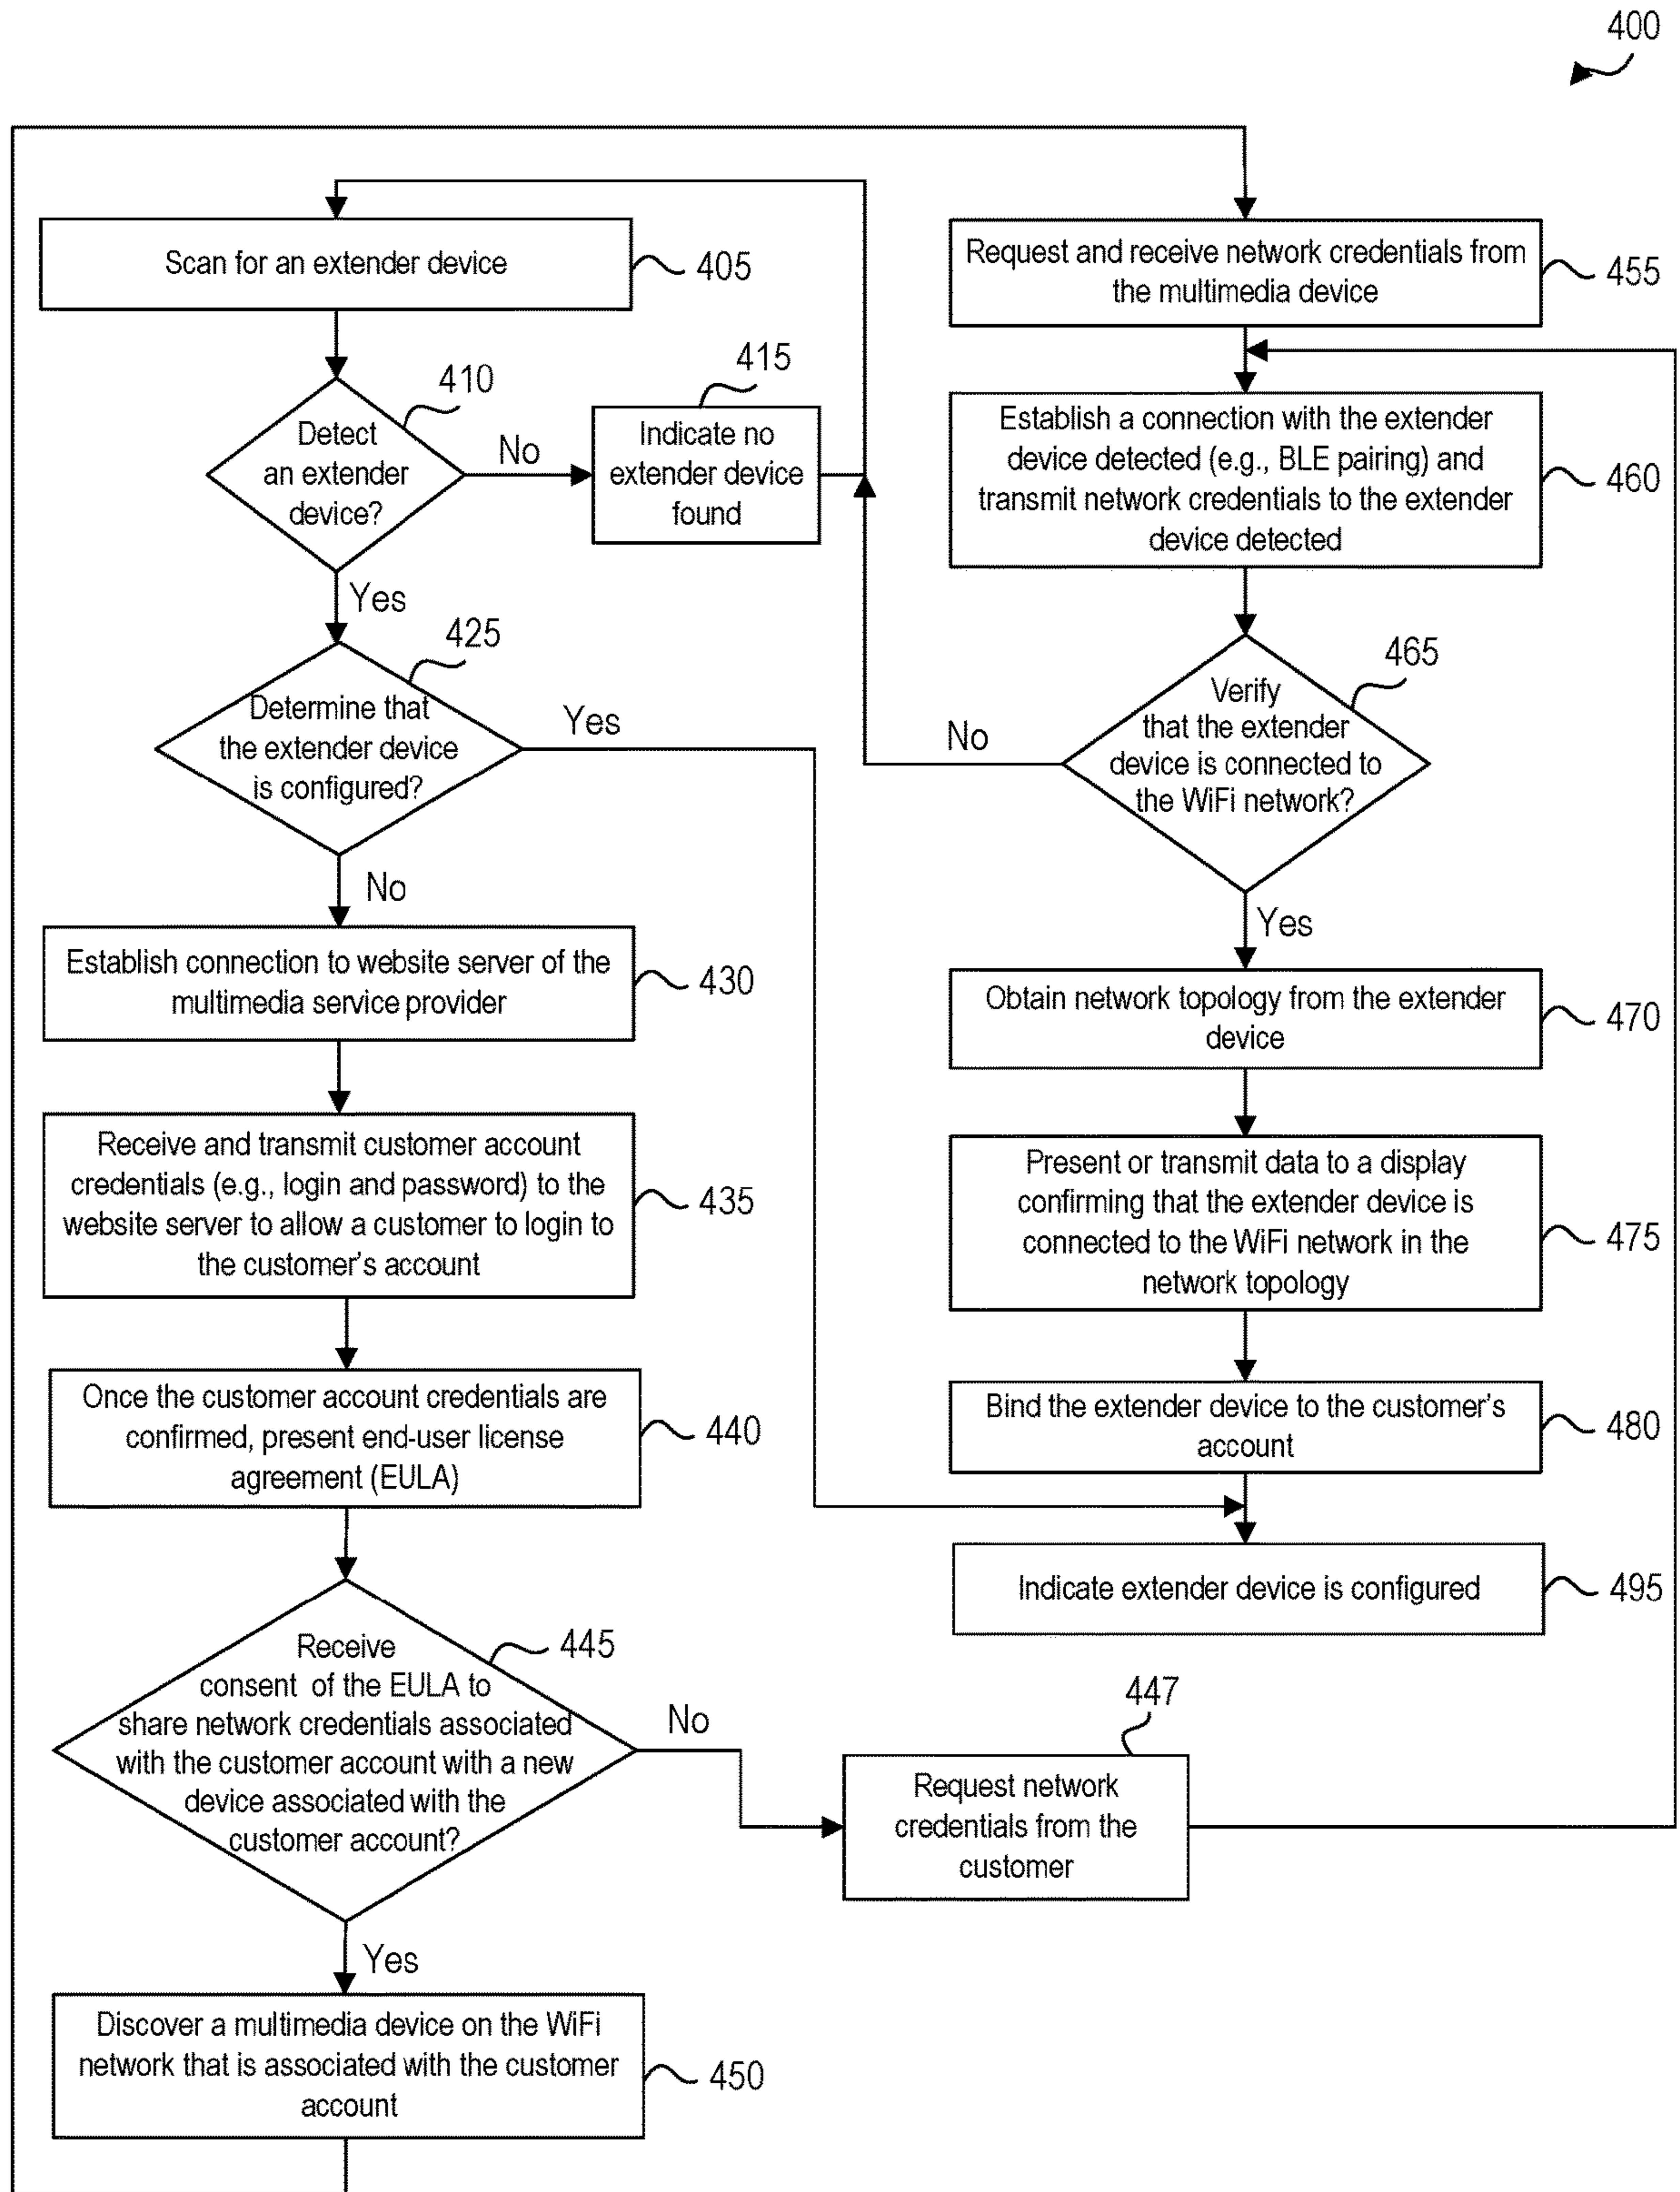 400
Scan for an extender device
405
Detect
an extender
device?
410
No
Indicate no
extender device
found
415
Yes
Determine that
the extender device
is configured?
425
Yes
No
Establish connection to website server of the
multimedia service provider
430
Receive and transmit customer account
credentials (e.g., login and password) to the
website server to allow a customer to login to
the customer's account
435
Once the customer account credentials are
confirmed, present end-user license
agreement (EULA)
440
Receive
consent of the EULA to
share network credentials associated
with the customer account with a new
device associated with the
customer account?
445
No
Request network
credentials from the
customer
447
Yes
Discover a multimedia device on the WiFi
network that is associated with the customer
account
450
Request and receive network credentials from
the multimedia device
455
Establish a connection with the extender
device detected (e.g., BLE pairing) and
transmit network credentials to the extender
device detected
460
Verify
that the extender
device is connected to
the WiFi network?
465
No
Yes
Obtain network topology from the extender
device
470
Present or transmit data to a display
confirming that the extender device is
connected to the WiFi network in the
network topology
475
Bind the extender device to the customer's
account
480
Indicate extender device is configured
495